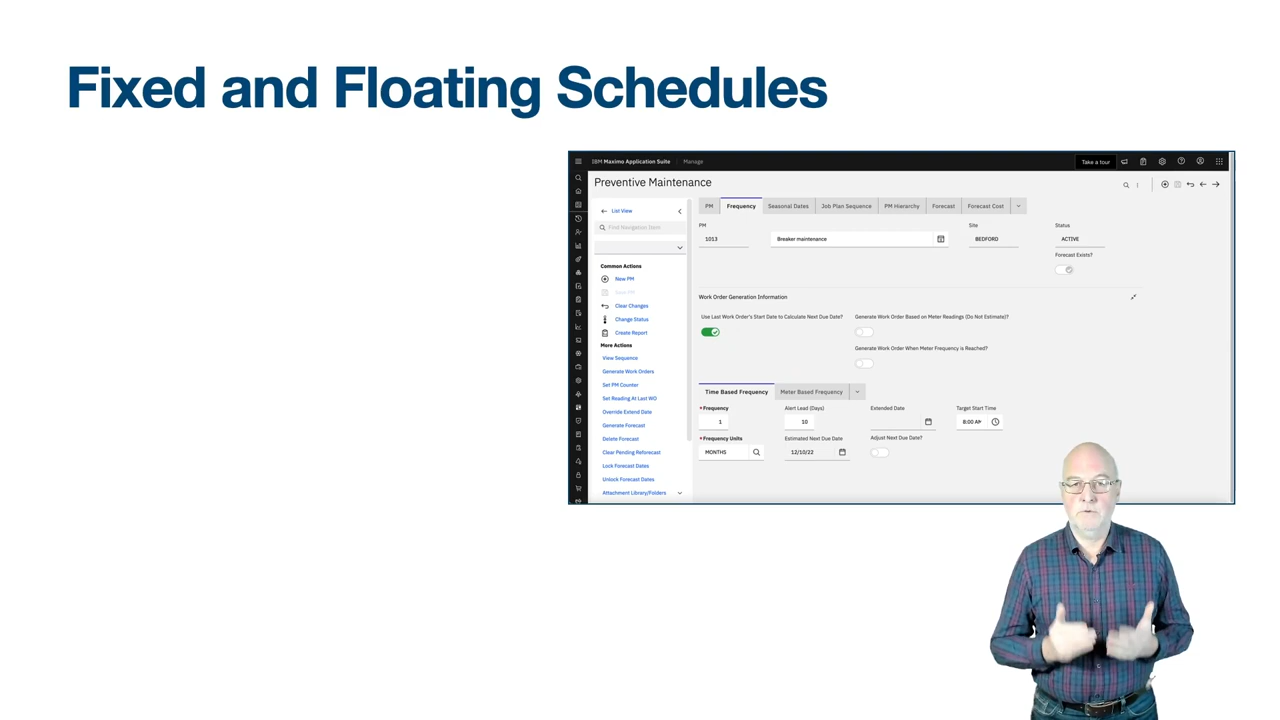 Fixed and Floating Schedules
IBM Maximo Application Suite Manage Take a tour
Preventive Maintenance
List View
Find Navigation Item
Common Actions
New PM
Save PM
Clear Changes
Change Status
Create Report
More Actions
View Sequence
Generate Work Orders
Set PM Counter
Set Reading At Last WO
Override Extend Date
Generate Forecast
Delete Forecast
Clear Pending Reforecast
Lock Forecast Dates
Unlock Forecast Dates
Attachment Library/Folders
PM Frequency Seasonal Dates Job Plan Sequence PM Hierarchy Forecast Forecast Cost
PM Site Status
1013 Breaker maintenance BEDFORD ACTIVE
Forecast Exists?
Work Order Generation Information
Use Last Work Order's Start Date to Calculate Next Due Date? Generate Work Order Based on Meter Readings (Do Not Estimate)?
Generate Work Order When Meter Frequency is Reached?
Time Based Frequency Meter Based Frequency
* Frequency Alert Lead (Days) Extended Date Target Start Time
1 10 8:00 AM
* Frequency Units Estimated Next Due Date Adjust Next Due Date?
MONTHS 12/10/22